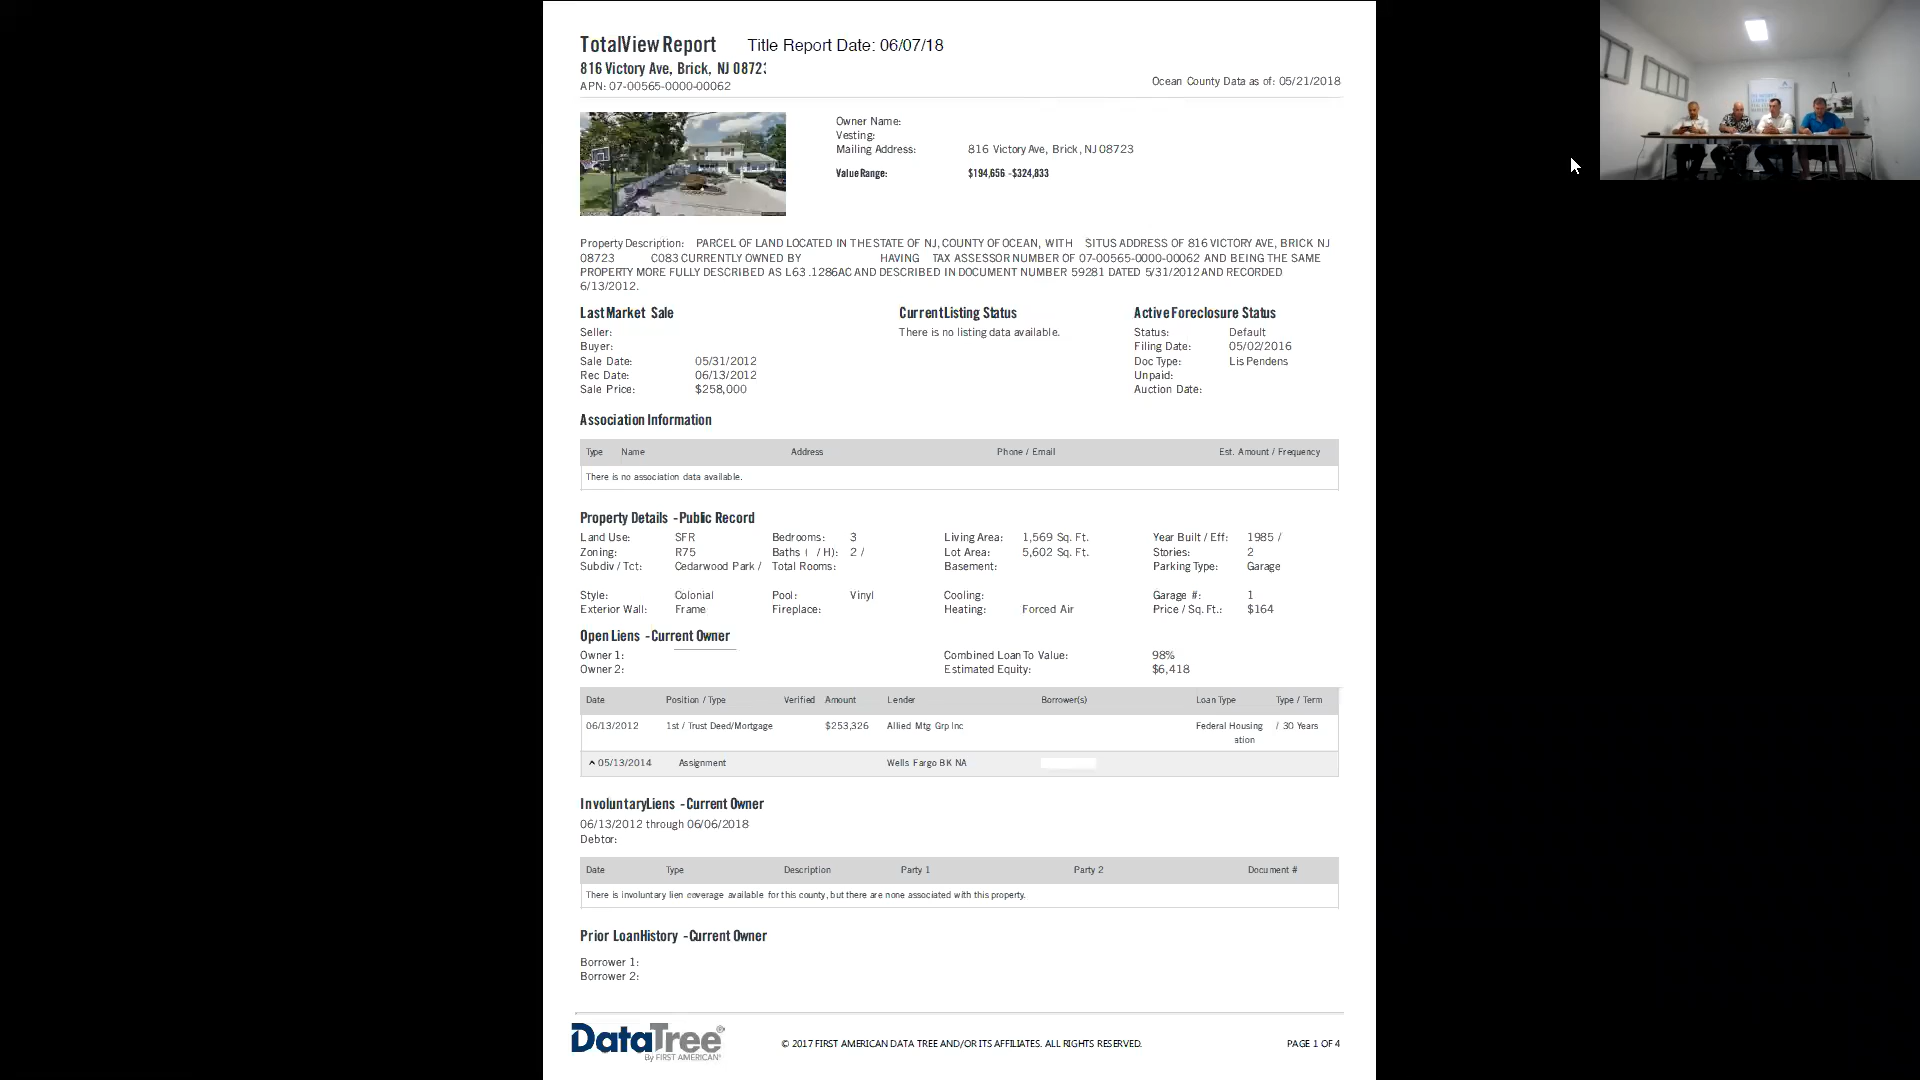 TotalView Report Title Report Date: 06/07/18
816 Victory Ave, Brick, NJ 08723
APN: 07-00565-0000-00062
Ocean County Data as of: 05/21/2018
Owner Name:
Vesting:
Mailing Address: 816 Victory Ave, Brick, NJ 08723
Value Range: $194,656 - $324,833
Property Description: PARCEL OF LAND LOCATED IN THE STATE OF NJ, COUNTY OF OCEAN, WITH SITUS ADDRESS OF 816 VICTORY AVE, BRICK NJ
08723 C083 CURRENTLY OWNED BY HAVING TAX ASSESSOR NUMBER OF 07-00565-0000-00062 AND BEING THE SAME
PROPERTY MORE FULLY DESCRIBED AS L63 .1286AC AND DESCRIBED IN DOCUMENT NUMBER 59281 DATED 5/31/2012 AND RECORDED
6/13/2012.
Last Market Sale
Seller:
Buyer:
Sale Date: 05/31/2012
Rec Date: 06/13/2012
Sale Price: $258,000
Current Listing Status
There is no listing data available.
Active Foreclosure Status
Status: Default
Filing Date: 05/02/2016
Doc Type: Lis Pendens
Unpaid:
Auction Date:
Association Information
Type Name Address Phone / Email Est. Amount / Frequency
There is no association data available.
Property Details - Public Record
Land Use: SFR Bedrooms: 3 Living Area: 1,569 Sq. Ft. Year Built / Eff: 1985 /
Zoning: R75 Baths ( / H): 2 / Lot Area: 5,602 Sq. Ft. Stories: 2
Subdiv / Tct: Cedarwood Park / Total Rooms: Basement: Parking Type: Garage
Style: Colonial Pool: Vinyl Cooling: Garage #: 1
Exterior Wall: Frame Fireplace: Heating: Forced Air Price / Sq. Ft.: $164
Open Liens - Current Owner
Owner 1: Combined Loan To Value: 98%
Owner 2: Estimated Equity: $6,418
Date Position / Type Verified Amount Lender Borrower(s) Loan Type Type / Term
06/13/2012 1st / Trust Deed/Mortgage $253,326 Allied Mtg Grp Inc Federal Housing / 30 Years
ation
05/13/2014 Assignment Wells Fargo BK NA
Involuntary Liens - Current Owner
06/13/2012 through 06/06/2018
Debtor:
Date Type Description Party 1 Party 2 Document #
There is involuntary lien coverage available for this county, but there are none associated with this property.
Prior Loan History - Current Owner
Borrower 1:
Borrower 2:
DataTree®
By FIRST AMERICAN®
© 2017 FIRST AMERICAN DATA TREE AND/OR ITS AFFILIATES. ALL RIGHTS RESERVED.
PAGE 1 OF 4